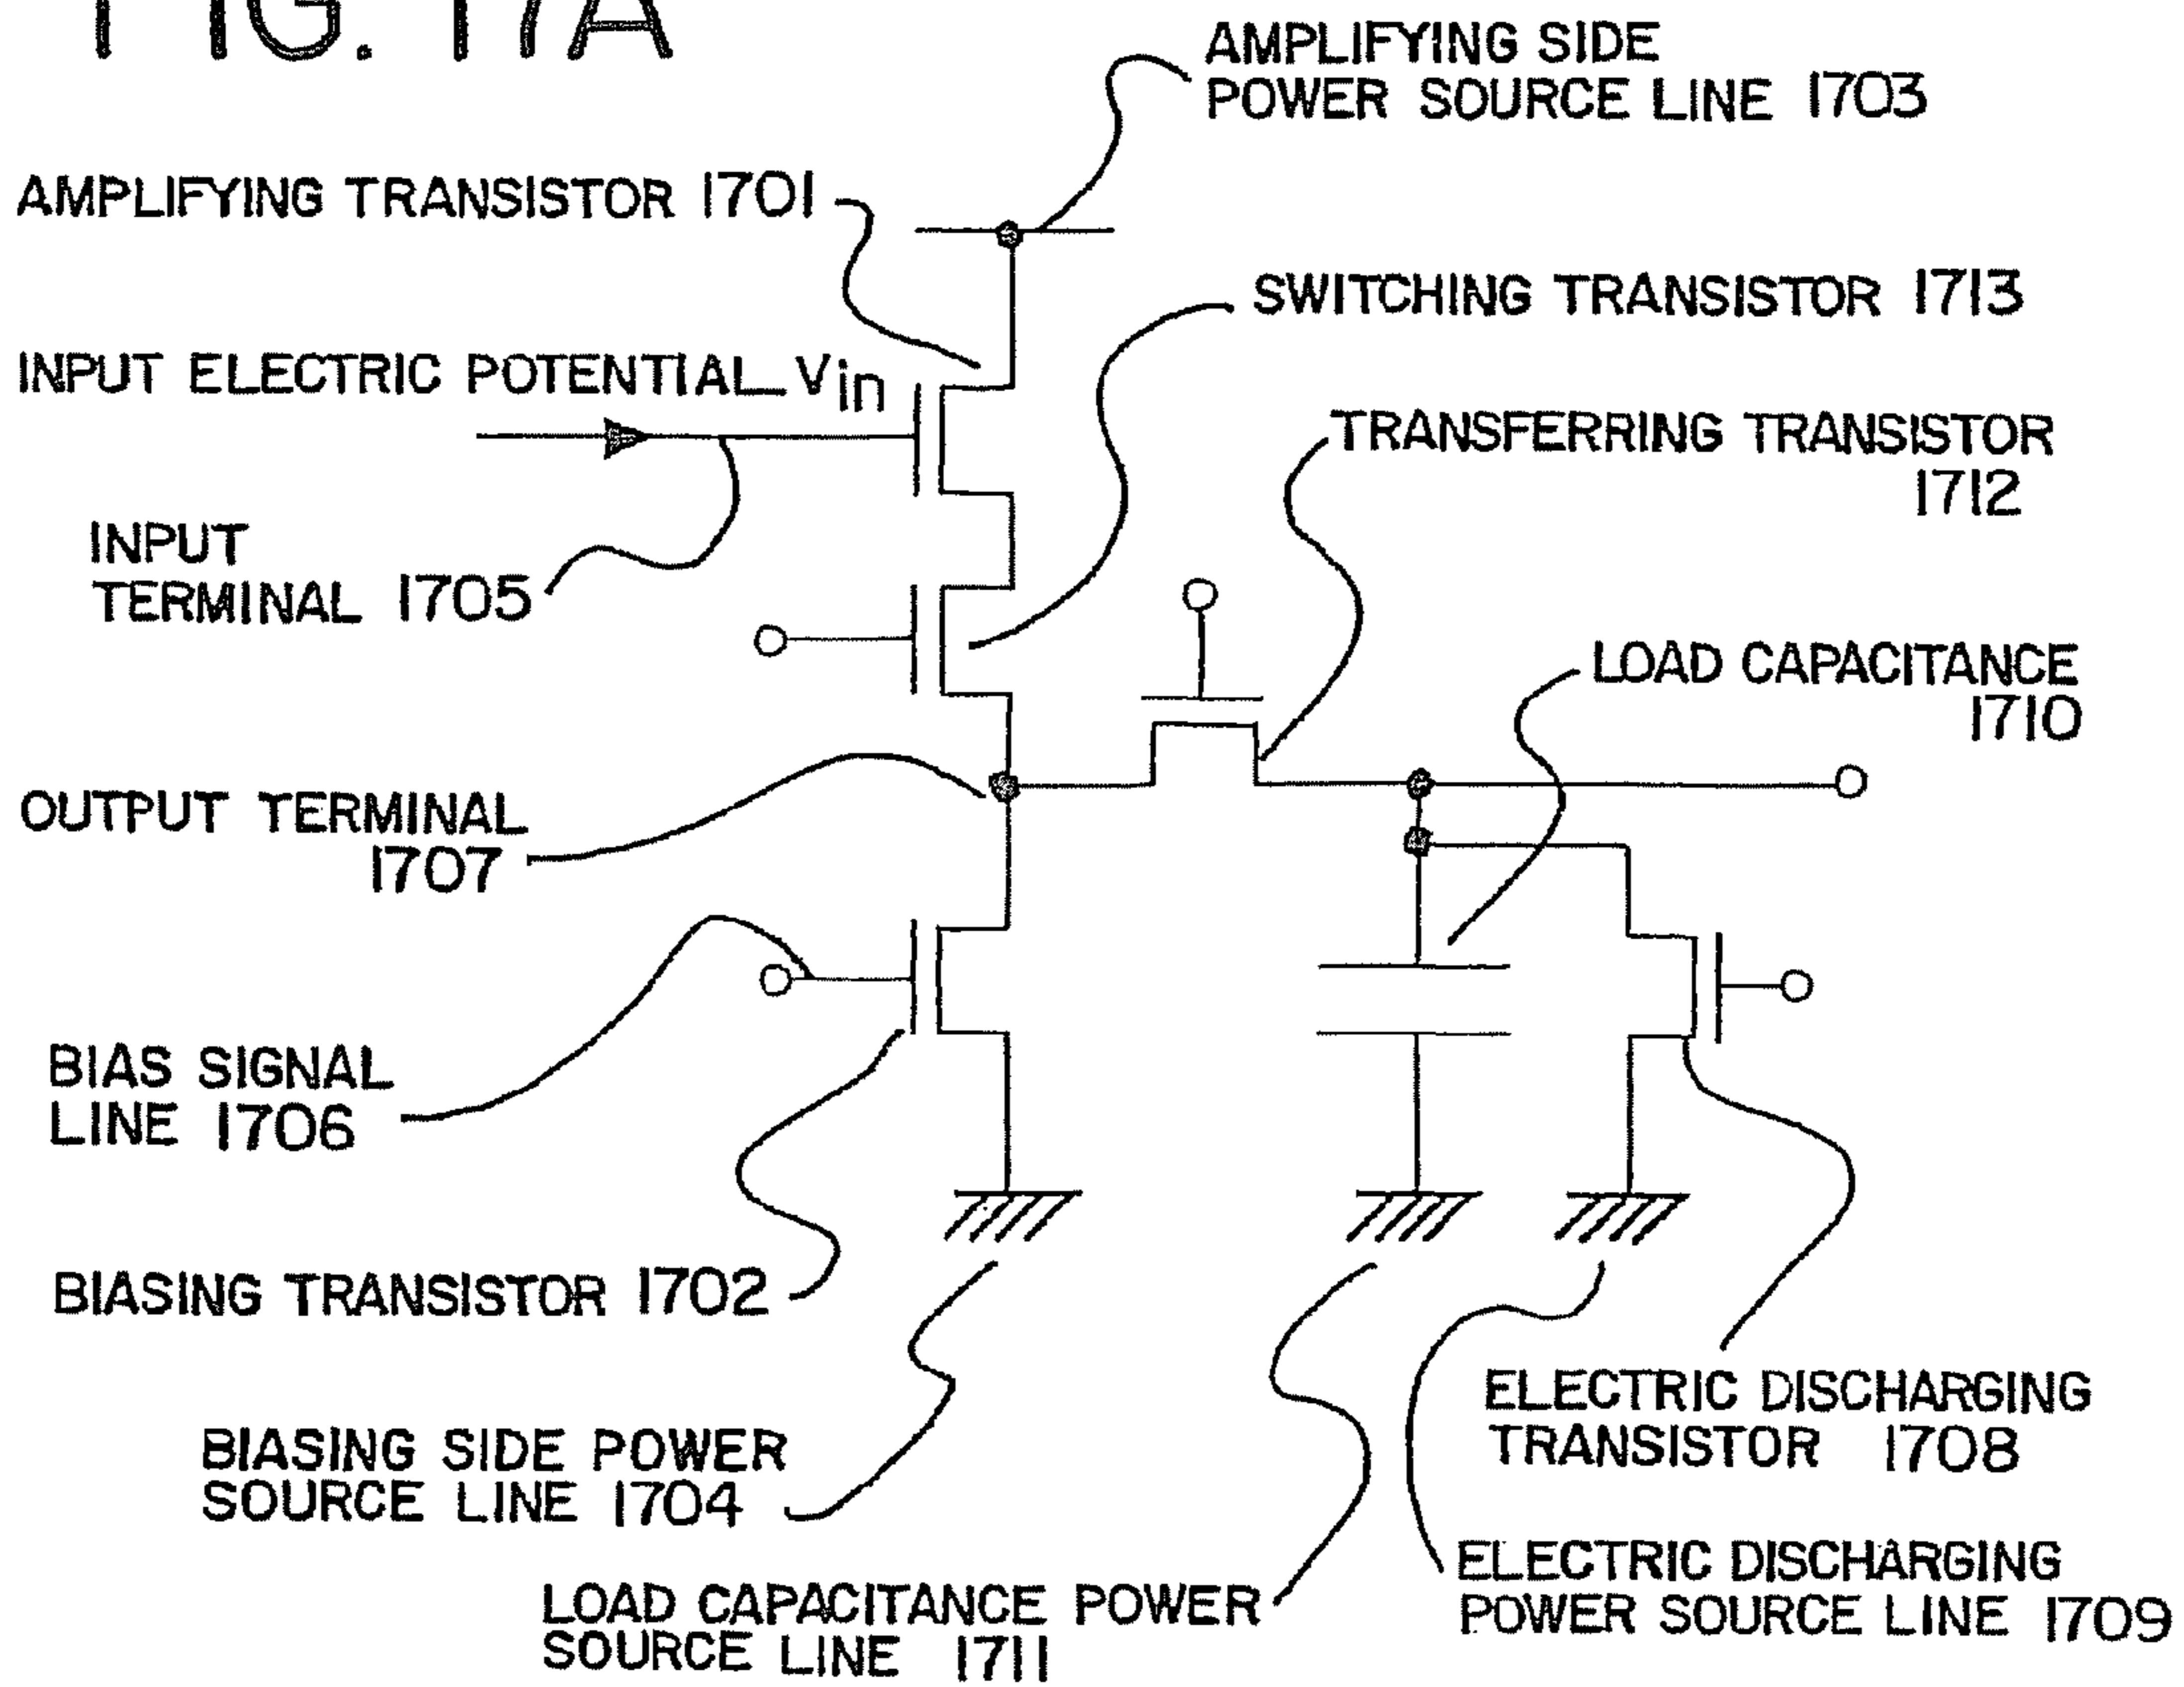 FIG. 17A
AMPLIFYING SIDE
POWER SOURCE LINE 1703
AMPLIFYING TRANSISTOR 1701
SWITCHING TRANSISTOR 1713
INPUT ELECTRIC POTENTIAL Vin
TRANSFERRING TRANSISTOR
1712
INPUT
TERMINAL 1705
LOAD CAPACITANCE
1710
OUTPUT TERMINAL
1707
BIAS SIGNAL
LINE 1706
BIASING TRANSISTOR 1702
ELECTRIC DISCHARGING
TRANSISTOR 1708
BIASING SIDE POWER
SOURCE LINE 1704
ELECTRIC DISCHARGING
POWER SOURCE LINE 1709
LOAD CAPACITANCE POWER
SOURCE LINE 1711